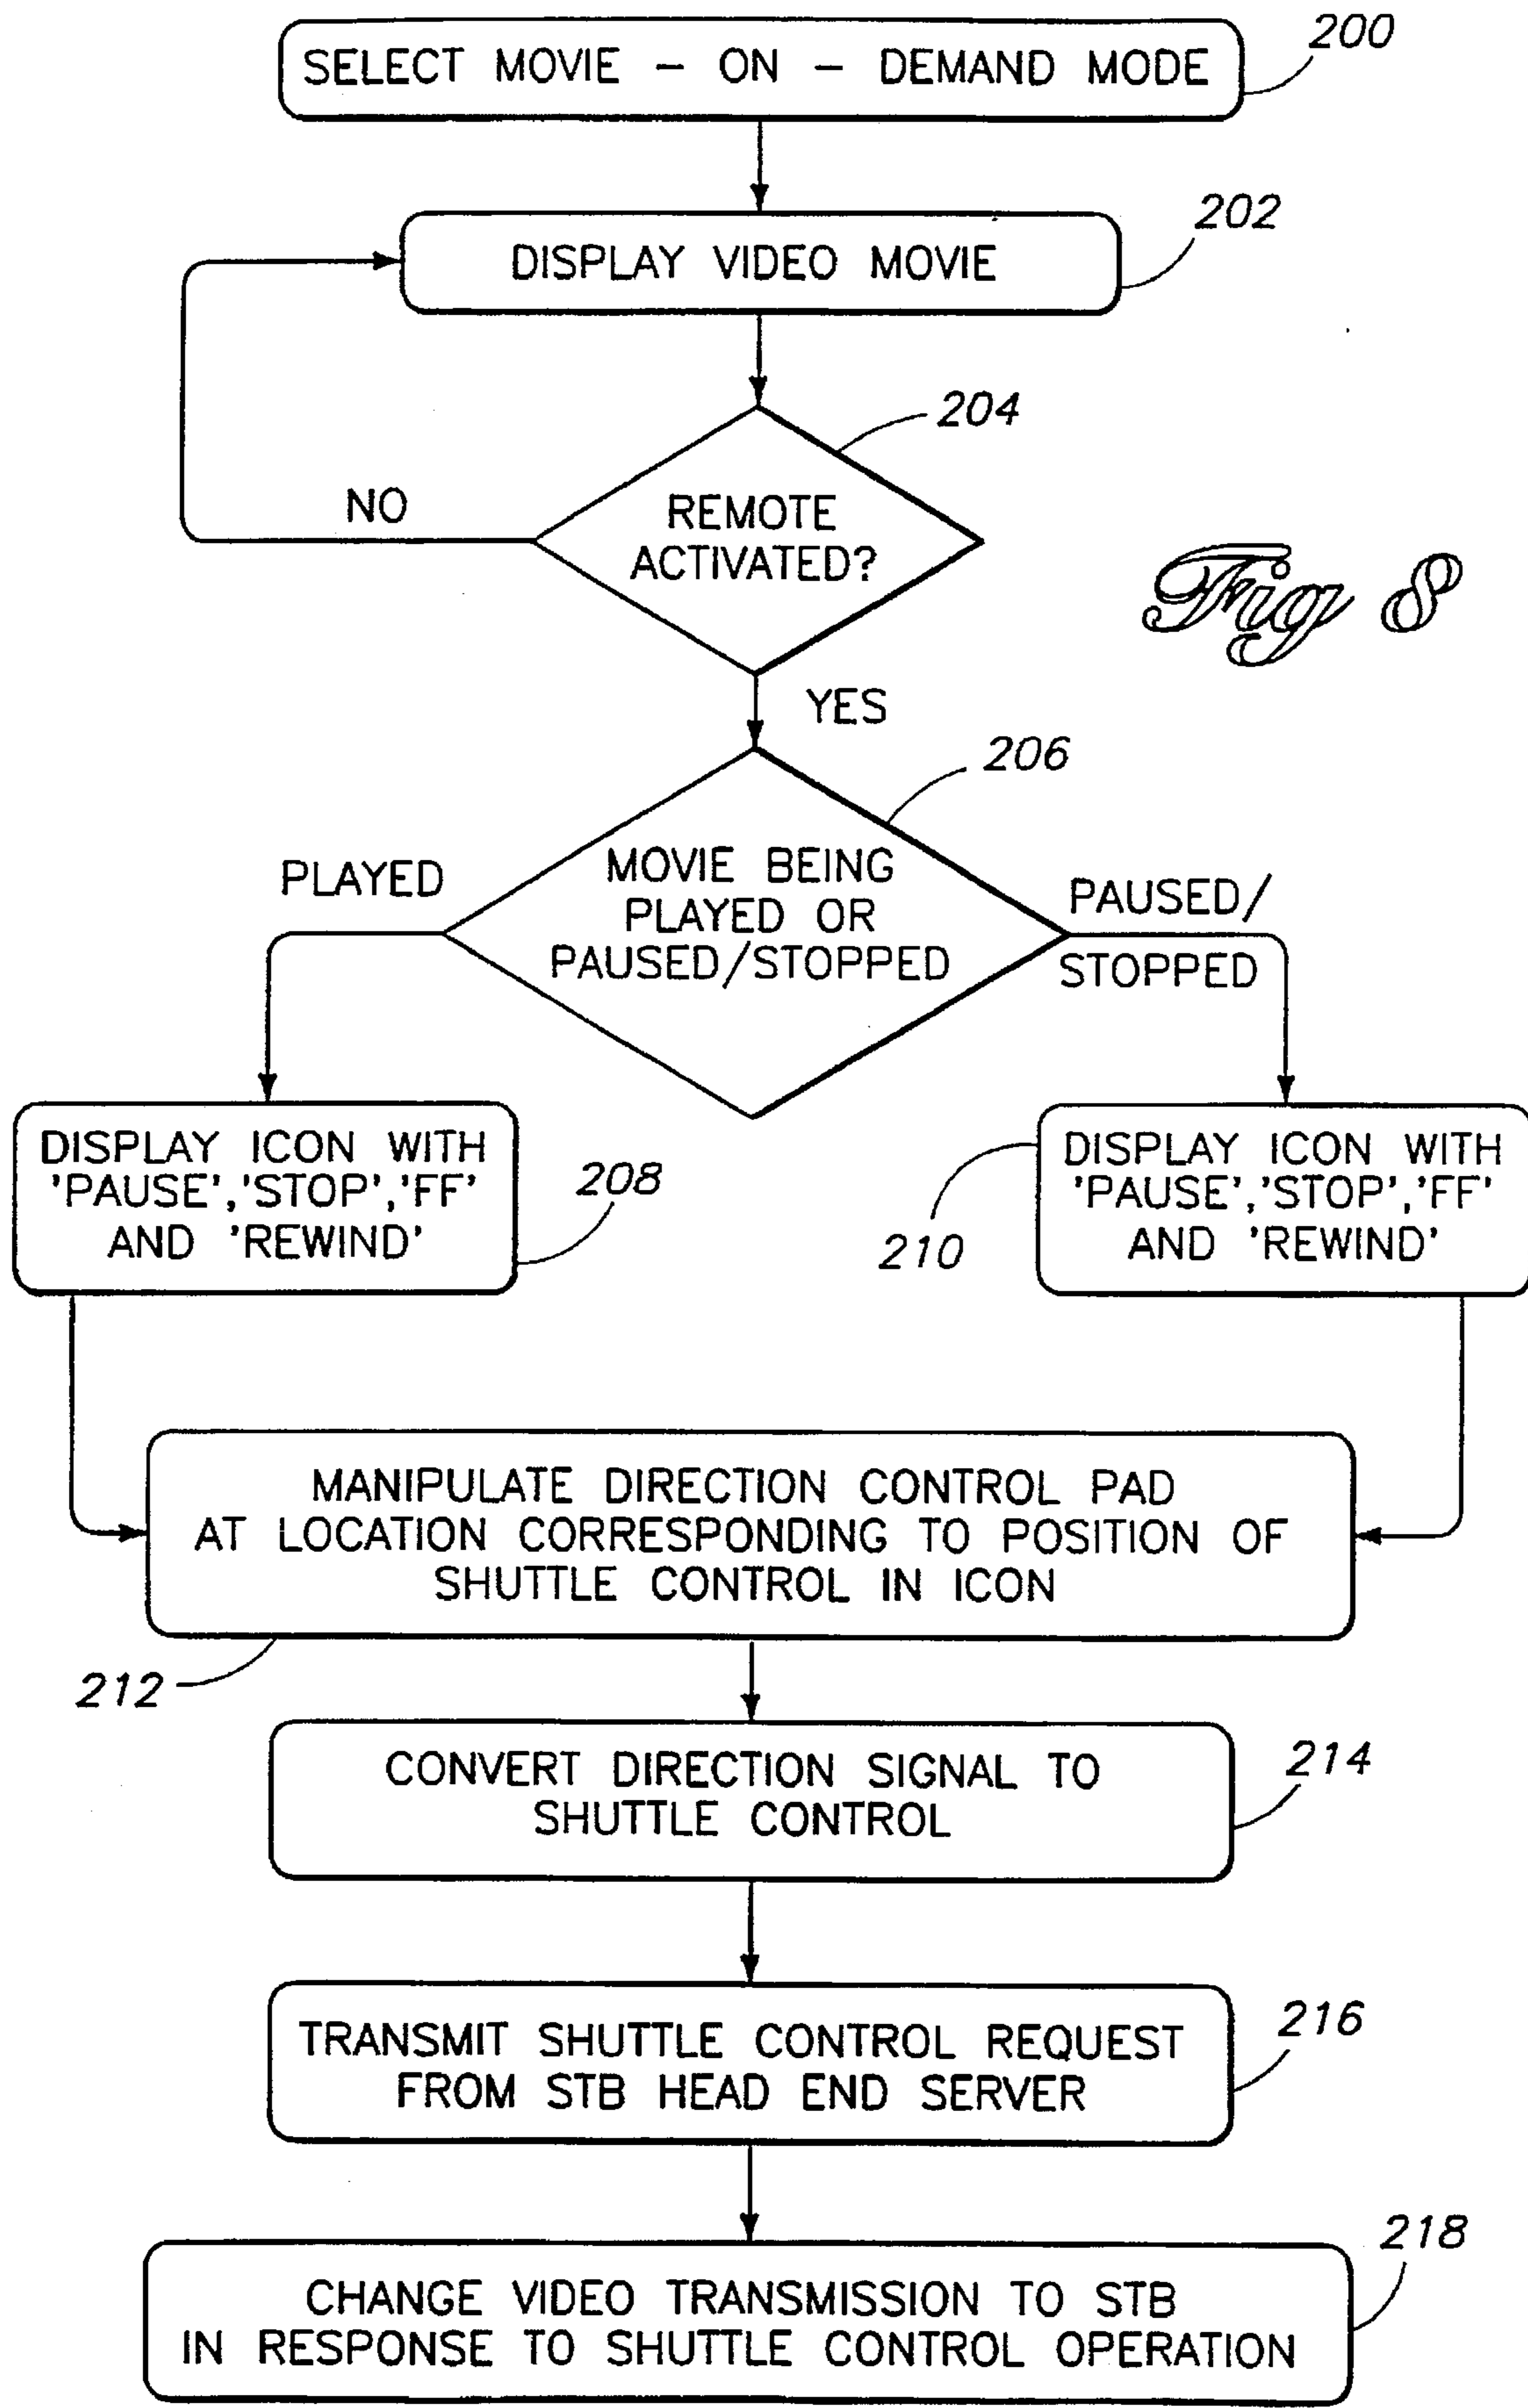 SELECT MOVIE - ON - DEMAND MODE
200
DISPLAY VIDEO MOVIE
202
204
REMOTE
ACTIVATED?
NO
Fig 8
YES
206
MOVIE BEING
PLAYED OR
PAUSED/STOPPED
PLAYED
PAUSED/
STOPPED
DISPLAY ICON WITH
'PAUSE','STOP','FF'
AND 'REWIND'
208
DISPLAY ICON WITH
'PAUSE','STOP','FF'
AND 'REWIND'
210
MANIPULATE DIRECTION CONTROL PAD
AT LOCATION CORRESPONDING TO POSITION OF
SHUTTLE CONTROL IN ICON
212
CONVERT DIRECTION SIGNAL TO
SHUTTLE CONTROL
214
TRANSMIT SHUTTLE CONTROL REQUEST
FROM STB HEAD END SERVER
216
CHANGE VIDEO TRANSMISSION TO STB
IN RESPONSE TO SHUTTLE CONTROL OPERATION
218